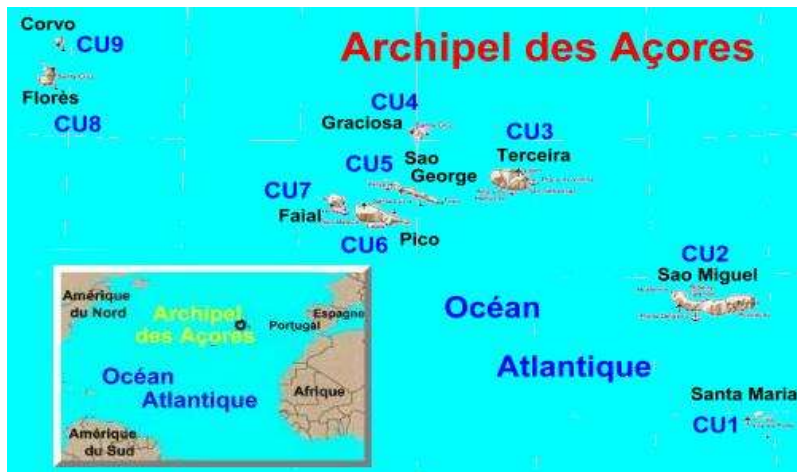 Corvo
CU9
Archipel des Açores
Florès
CU8
CU4
Graciosa
CU3
Terceira
CU5
Sao
George
CU7
Faial
CU6
Pico
CU2
Sao Miguel
Océan
Atlantique
Santa Maria
CU1
Amérique
du Nord
Archipel
des Açores
Espagne
Portugal
Océan
Atlantique
Afrique
Amérique
du Sud